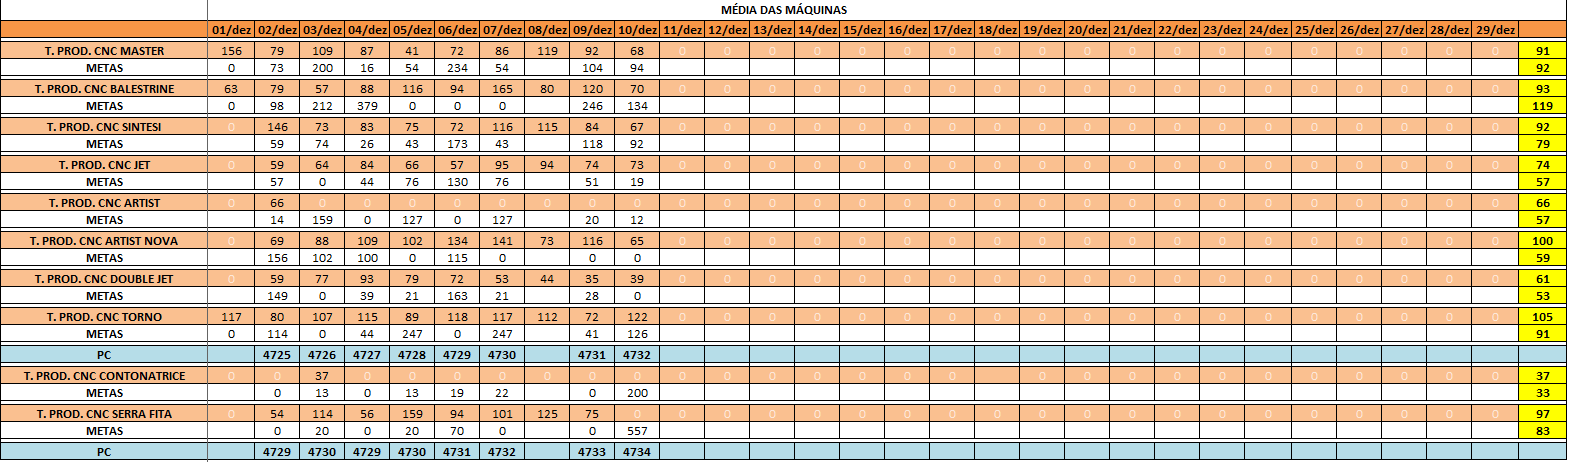 MÉDIA DAS MÁQUINAS
01/dez 02/dez 03/dez 04/dez 05/dez 06/dez 07/dez 08/dez 09/dez 10/dez 11/dez 12/dez 13/dez 14/dez 15/dez 16/dez 17/dez 18/dez 19/dez 20/dez 21/dez 22/dez 23/dez 24/dez 25/dez 26/dez 27/dez 28/dez 29/dez
T. PROD. CNC MASTER 156 79 109 87 41 72 86 119 92 68 0 0 0 0 0 0 0 0 0 0 0 0 0 0 0 0 0 0 0 91
METAS 0 73 200 16 54 234 54 104 94 92
T. PROD. CNC BALESTRINE 63 79 57 88 116 94 165 80 120 70 0 0 0 0 0 0 0 0 0 0 0 0 0 0 0 0 0 0 0 93
METAS 0 98 212 379 0 0 0 246 134 119
T. PROD. CNC SINTESI 0 146 73 83 75 72 116 115 84 67 0 0 0 0 0 0 0 0 0 0 0 0 0 0 0 0 0 0 0 92
METAS 59 74 26 43 173 43 118 92 79
T. PROD. CNC JET 0 59 64 84 66 57 95 94 74 73 0 0 0 0 0 0 0 0 0 0 0 0 0 0 0 0 0 0 0 74
METAS 57 0 44 76 130 76 51 19 57
T. PROD. CNC ARTIST 0 66 0 0 0 0 0 0 0 0 0 0 0 0 0 0 0 0 0 0 0 0 0 0 0 0 0 0 0 66
METAS 14 159 0 127 0 127 20 12 57
T. PROD. CNC ARTIST NOVA 0 69 88 109 102 134 141 73 116 65 0 0 0 0 0 0 0 0 0 0 0 0 0 0 0 0 0 0 0 100
METAS 156 102 100 0 115 0 0 0 59
T. PROD. CNC DOUBLE JET 0 59 77 93 79 72 53 44 35 39 0 0 0 0 0 0 0 0 0 0 0 0 0 0 0 0 0 0 0 61
METAS 149 0 39 21 163 21 28 0 53
T. PROD. CNC TORNO 117 80 107 115 89 118 117 112 72 122 0 0 0 0 0 0 0 0 0 0 0 0 0 0 0 0 0 0 0 105
METAS 0 114 0 44 247 0 247 41 126 91
PC 4725 4726 4727 4728 4729 4730 4731 4732
T. PROD. CNC CONTONATRICE 0 0 37 0 0 0 0 0 0 0 0 0 0 0 0 0 0 0 0 0 0 0 0 0 0 0 0 0 37
METAS 0 13 0 13 19 22 0 200 33
T. PROD. CNC SERRA FITA 0 54 114 56 159 94 101 125 75 0 0 0 0 0 0 0 0 0 0 0 0 0 0 0 0 0 0 0 0 97
METAS 0 20 0 20 70 0 0 557 83
PC 4729 4730 4729 4730 4731 4732 4733 4734